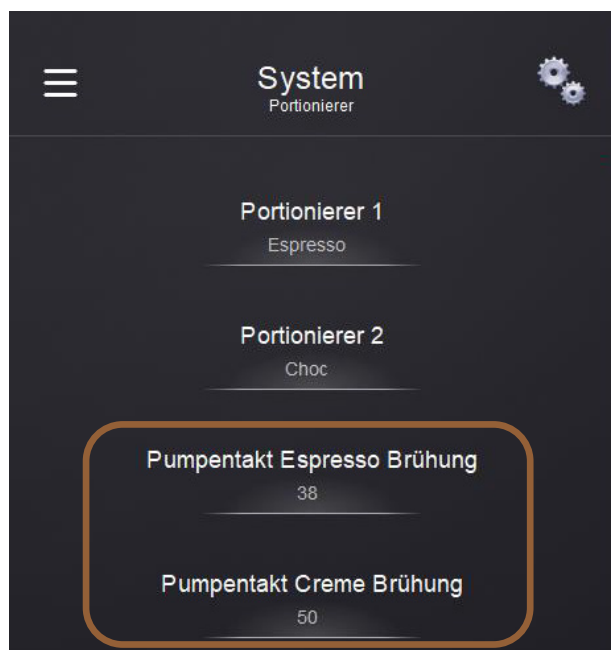 System
Portionierer
Portionierer 1
Espresso
Portionierer 2
Choc
Pumpentakt Espresso Brühung
38
Pumpentakt Creme Brühung
50